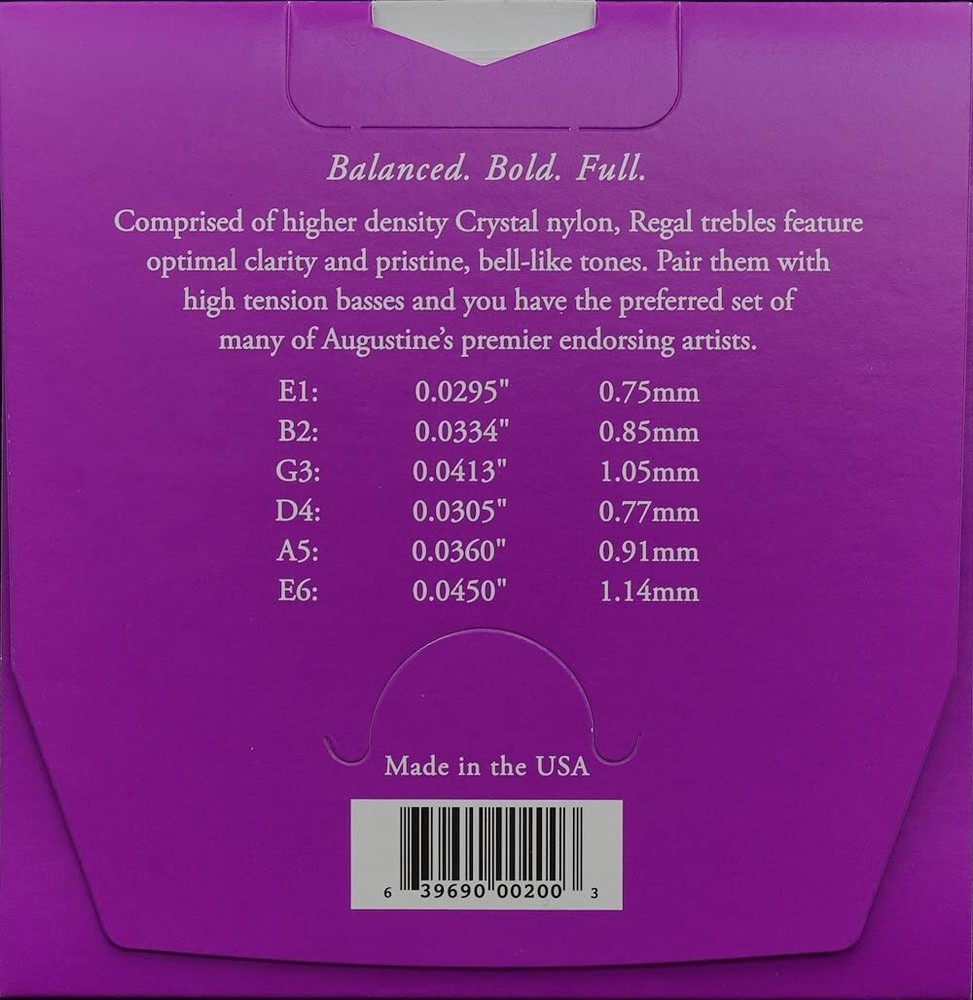 Balanced. Bold. Full.
Comprised of higher density Crystal nylon, Regal trebles feature
optimal clarity and pristine, bell-like tones. Pair them with
high tension basses and you have the preferred set of
many of Augustine's premier endorsing artists.
E1: 0.0295" 0.75mm
B2: 0.0334" 0.85mm
G3: 0.0413" 1.05mm
D4: 0.0305" 0.77mm
A5: 0.0360" 0.91mm
E6: 0.0450" 1.14mm
Made in the USA
6 39690 00200 3